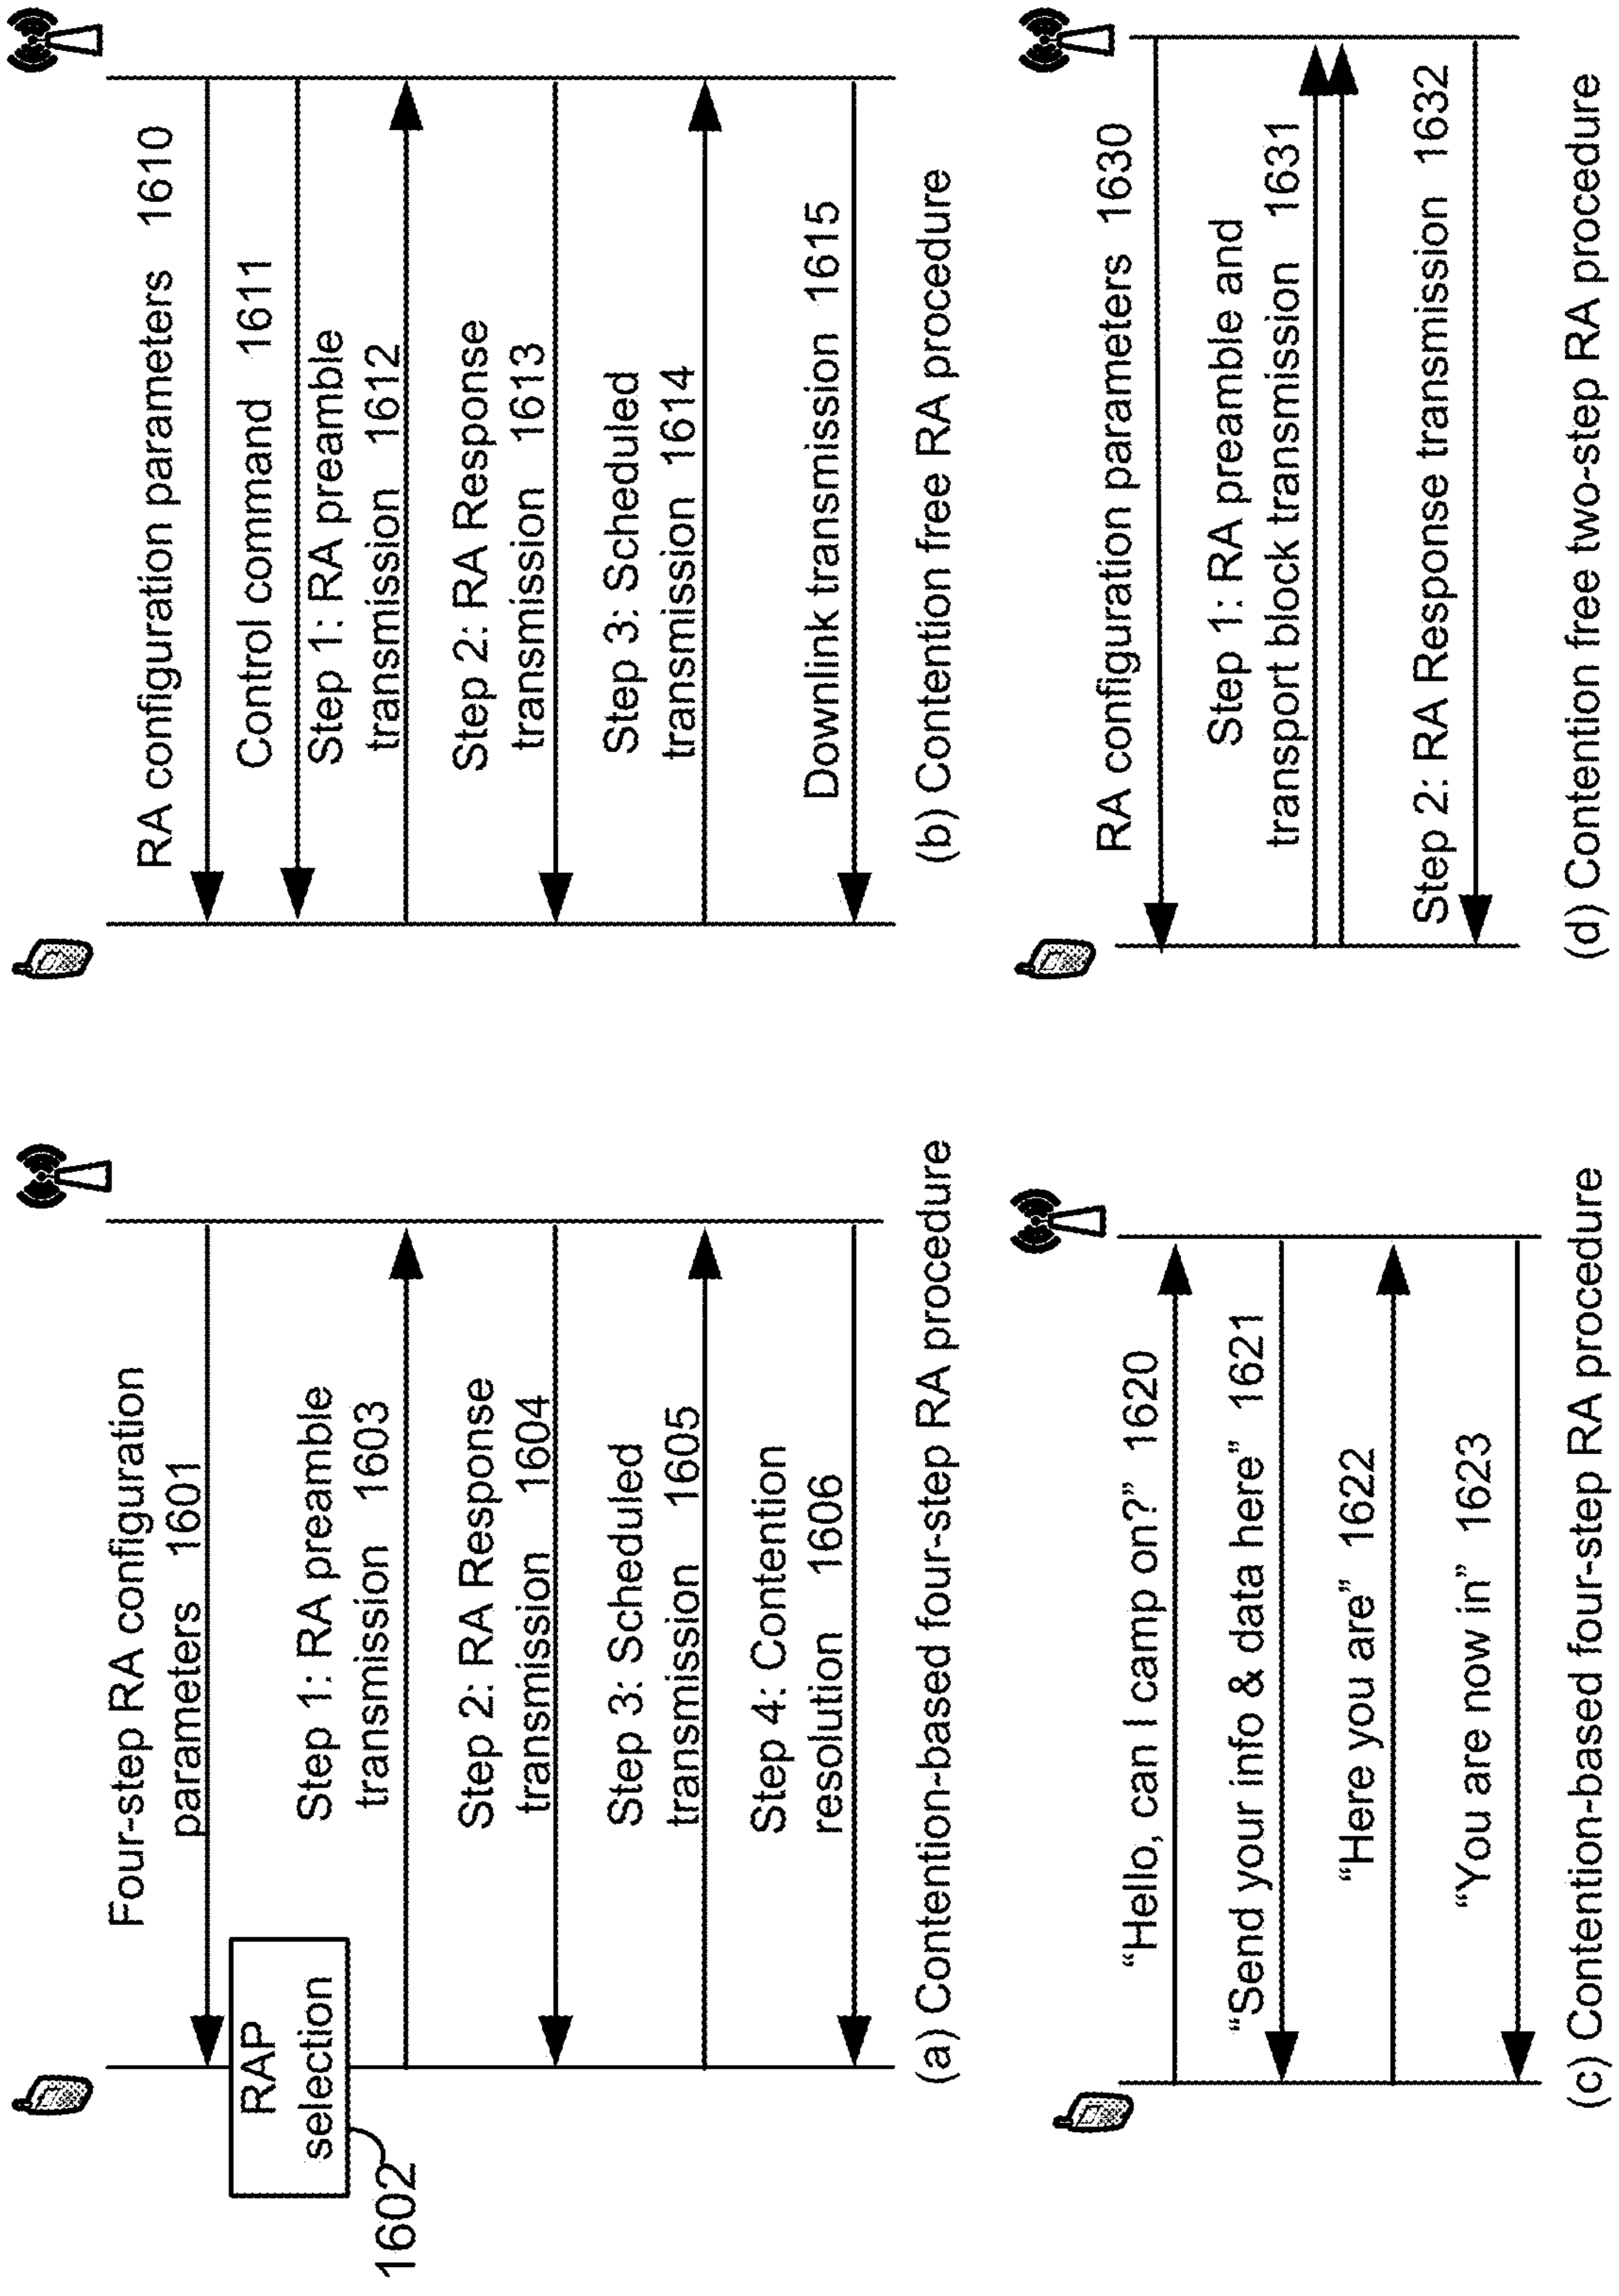 Four-step RA configuration
parameters 1601
RAP
selection
1602
Step 1: RA preamble
transmission 1603
Step 2: RA Response
transmission 1604
Step 3: Scheduled
transmission 1605
Step 4: Contention
resolution 1606
(a) Contention-based four-step RA procedure
RA configuration parameters 1610
Control command 1611
Step 1: RA preamble
transmission 1612
Step 2: RA Response
transmission 1613
Step 3: Scheduled
transmission 1614
Downlink transmission 1615
(b) Contention free RA procedure
“Hello, can I camp on?” 1620
“Send your info & data here” 1621
“Here you are” 1622
“You are now in” 1623
(c) Contention-based four-step RA procedure
RA configuration parameters 1630
Step 1: RA preamble and
transport block transmission 1631
Step 2: RA Response transmission 1632
(d) Contention free two-step RA procedure